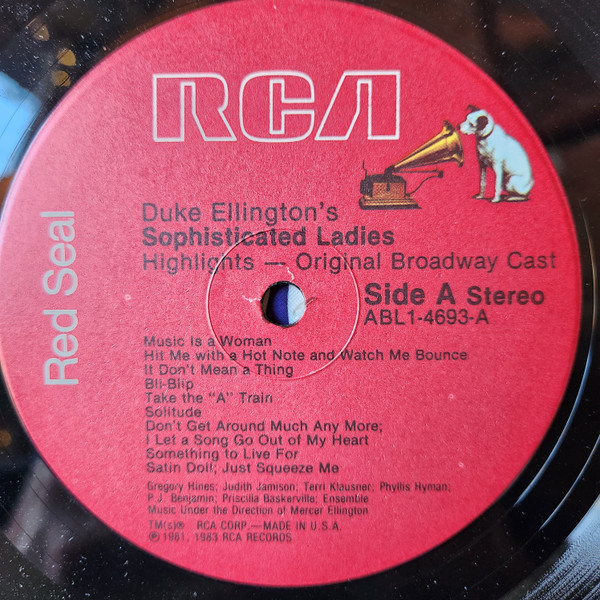 RCA
Red Seal
Duke Ellington's
Sophisticated Ladies
Highlights — Original Broadway Cast
Side A Stereo
ABL1-4693-A
Music Is a Woman
Hit Me with a Hot Note and Watch Me Bounce
It Don't Mean a Thing
Bli-Blip
Take the "A" Train
Solitude
Don't Get Around Much Any More;
I Let a Song Go Out of My Heart
Something to Live For
Satin Doll; Just Squeeze Me
Gregory Hines; Judith Jamison; Terri Klausner; Phyllis Hyman;
P.J. Benjamin; Priscilla Baskerville; Ensemble
Music Under the Direction of Mercer Ellington
TM(s)® RCA CORP.—MADE IN U.S.A.
℗ 1981, 1983 RCA RECORDS